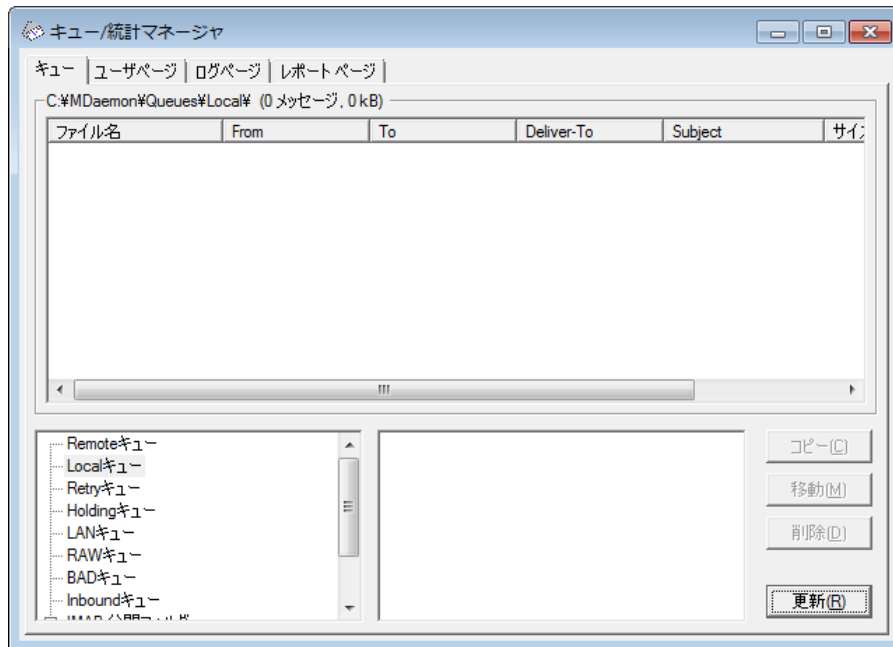 キュー/統計マネージャ
キュー ユーザページ ログページ レポート ページ
C:¥MDaemon¥Queues¥Local¥ (0 メッセージ, 0 kB)
ファイル名 From To Deliver-To Subject
Remoteキュー
Localキュー
Retryキュー
Holdingキュー
LANキュー
RAWキュー
BADキュー
Inboundキュー
コピー(C)
移動(M)
削除(D)
更新(R)